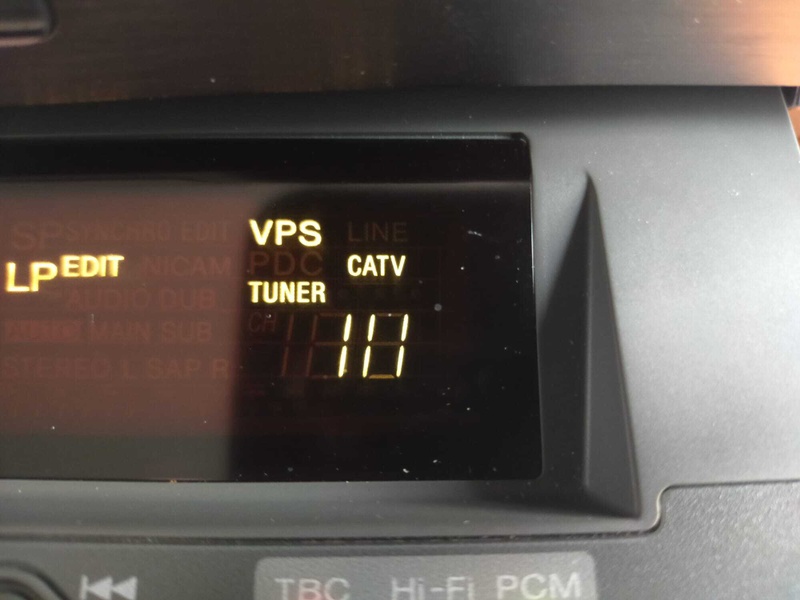 SP SYNCHRO EDIT VPS LINE
LP EDIT NICAM PDC CATV
AUDIO DUB TUNER
MAIN SUB CH 10
STEREO L SAP R
TBC Hi-Fi PCM